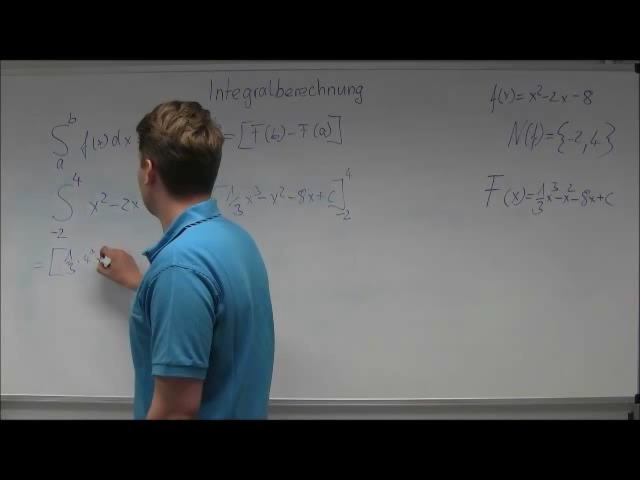 Integralberechnung
∫ₐᵇ f(x) dx = [F(b) - F(a)]
∫₋₂⁴ x² - 2x [⅓x³ - x² - 8x + c]₋₂⁴
= [⅓ · 4³
f(x) = x² - 2x - 8
N(f) = {-2, 4}
F(x) = ⅓x³ - x² - 8x + c